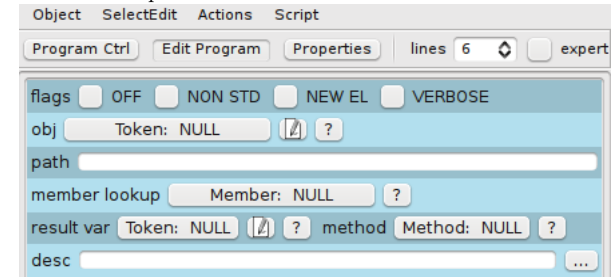 Object SelectEdit Actions Script
Program Ctrl Edit Program Properties lines 6 expert
flags OFF NON STD NEW EL VERBOSE
obj Token: NULL ?
path
member lookup Member: NULL ?
result var Token: NULL ? method Method: NULL ?
desc ...